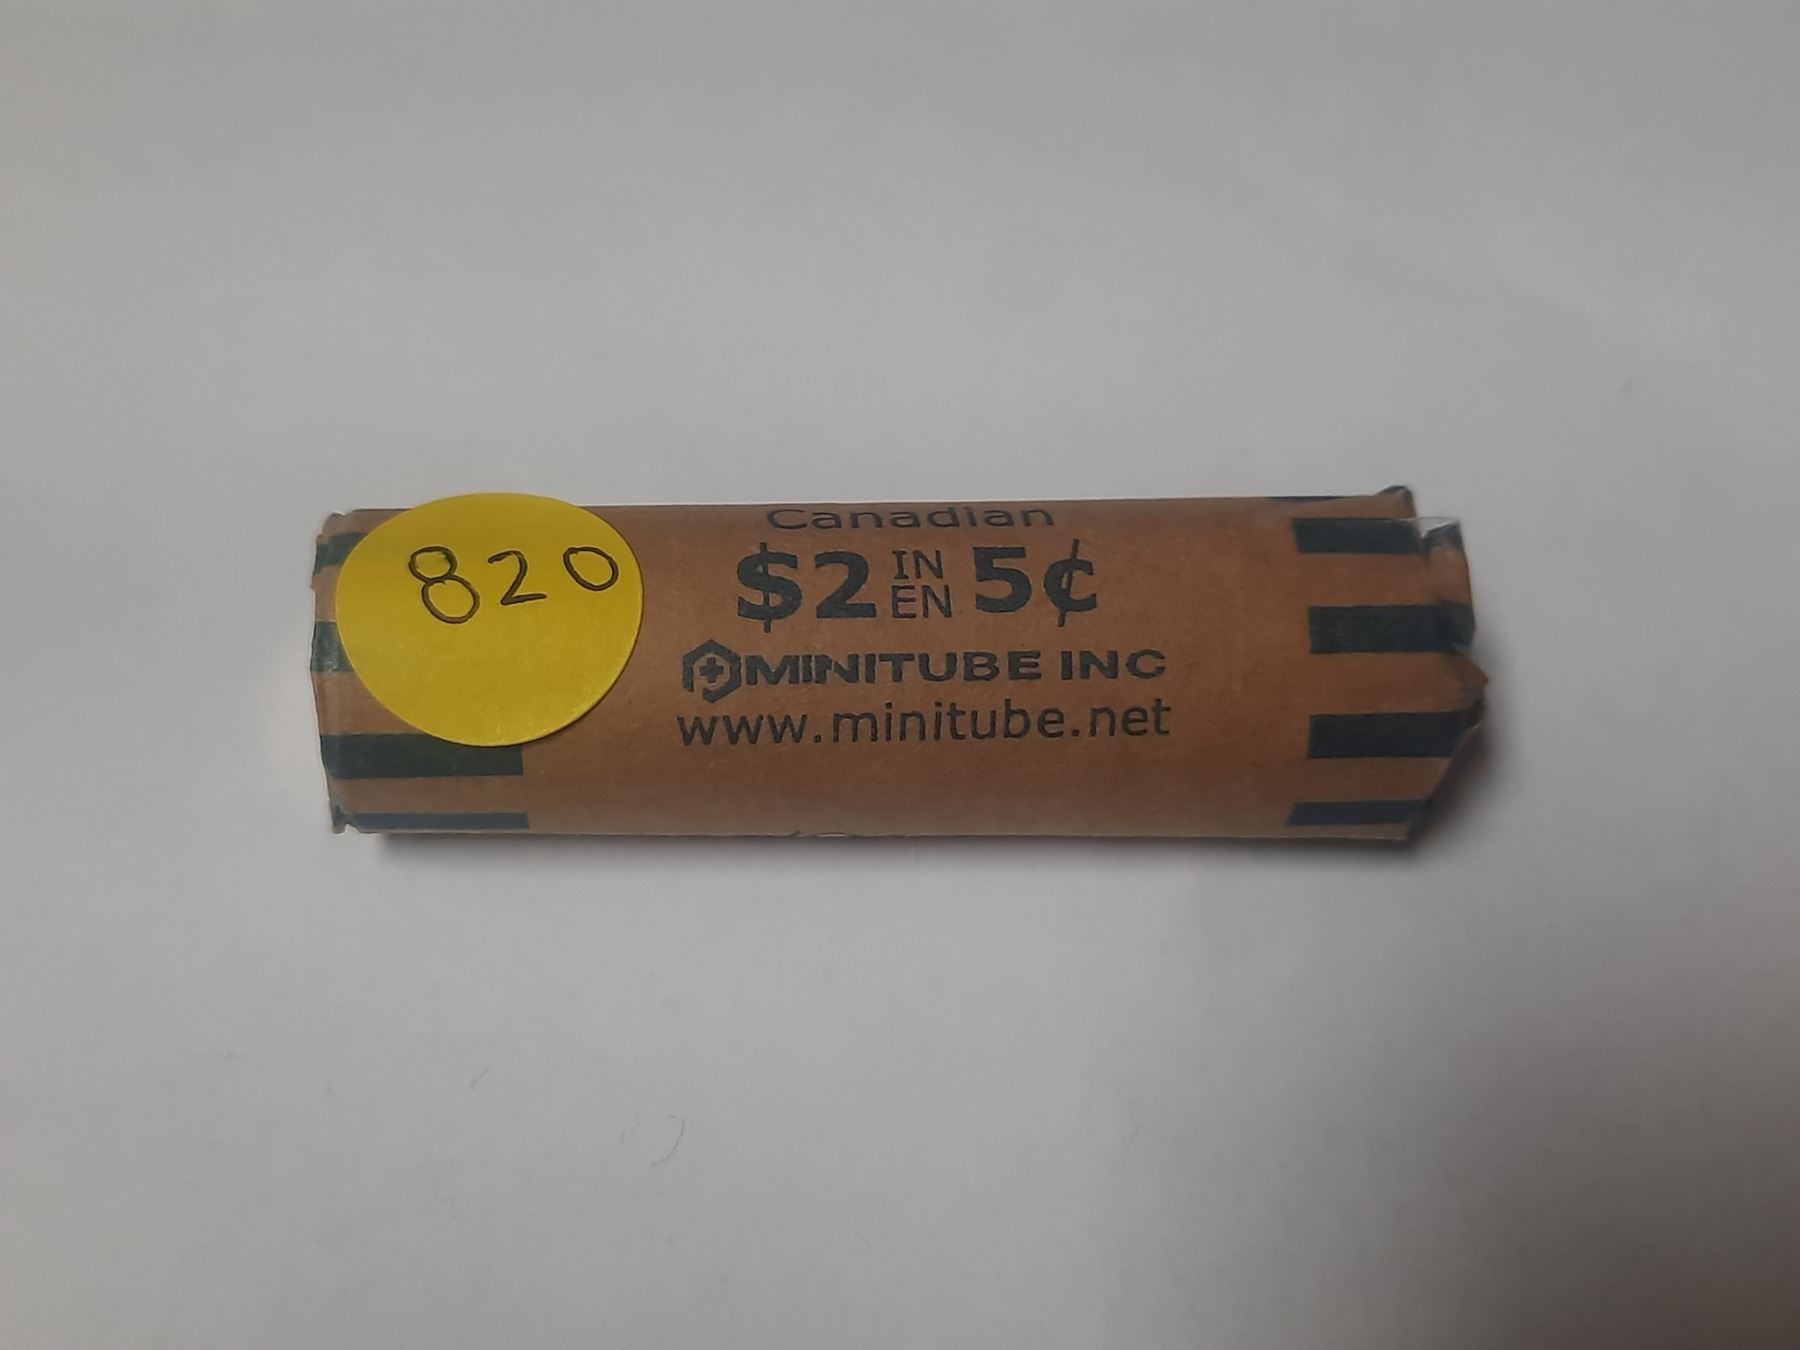 820
Canadian
$2 IN EN 5¢
MINITUBE INC
www.minitube.net